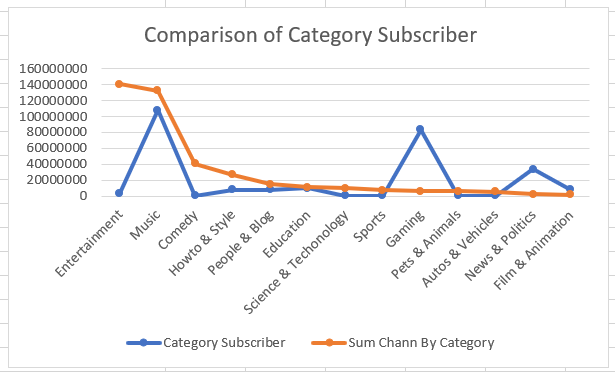 Comparison of Category Subscriber
160000000
140000000
120000000
100000000
80000000
60000000
40000000
20000000
0
Entertainment
Music
Comedy
Howto & Style
People & Blog
Education
Science & Techonology
Sports
Gaming
Pets & Animals
Autos & Vehicles
News & Politics
Film & Animation
Category Subscriber
Sum Chann By Category